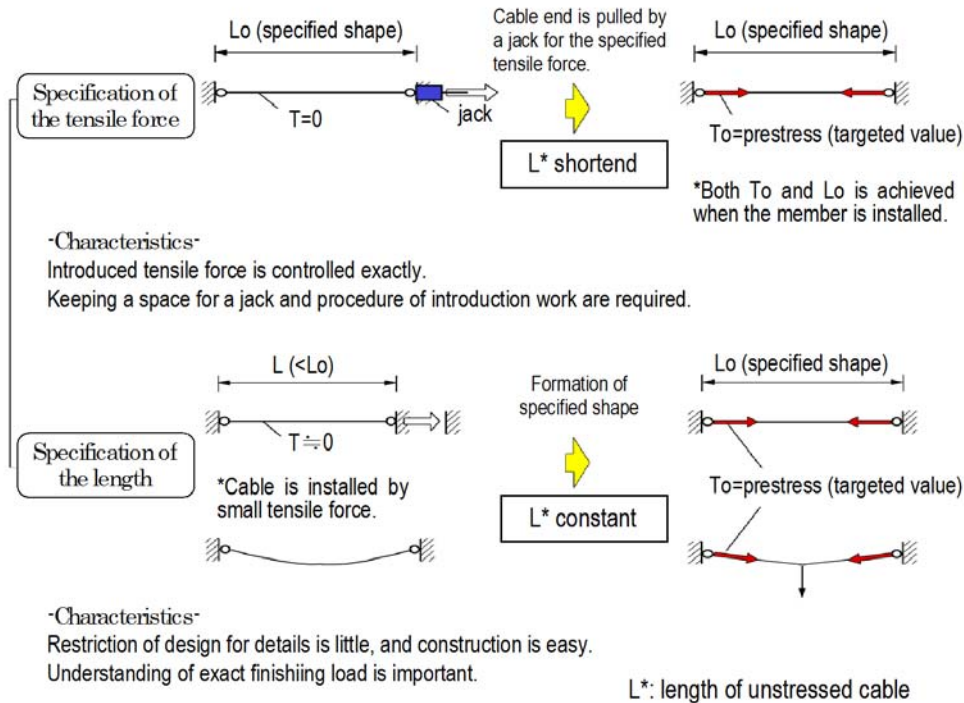 Lo (specified shape)
Cable end is pulled by
a jack for the specified
tensile force.
Lo (specified shape)
Specification of
the tensile force
T=0
jack
L* shortend
To=prestress (targeted value)
*Both To and Lo is achieved
when the member is installed.
-Characteristics-
Introduced tensile force is controlled exactly.
Keeping a space for a jack and procedure of introduction work are required.
L (<Lo)
Formation of
specified shape
Lo (specified shape)
Specification of
the length
T≒0
*Cable is installed by
small tensile force.
L* constant
To=prestress (targeted value)
-Characteristics-
Restriction of design for details is little, and construction is easy.
Understanding of exact finishiing load is important.
L*: length of unstressed cable